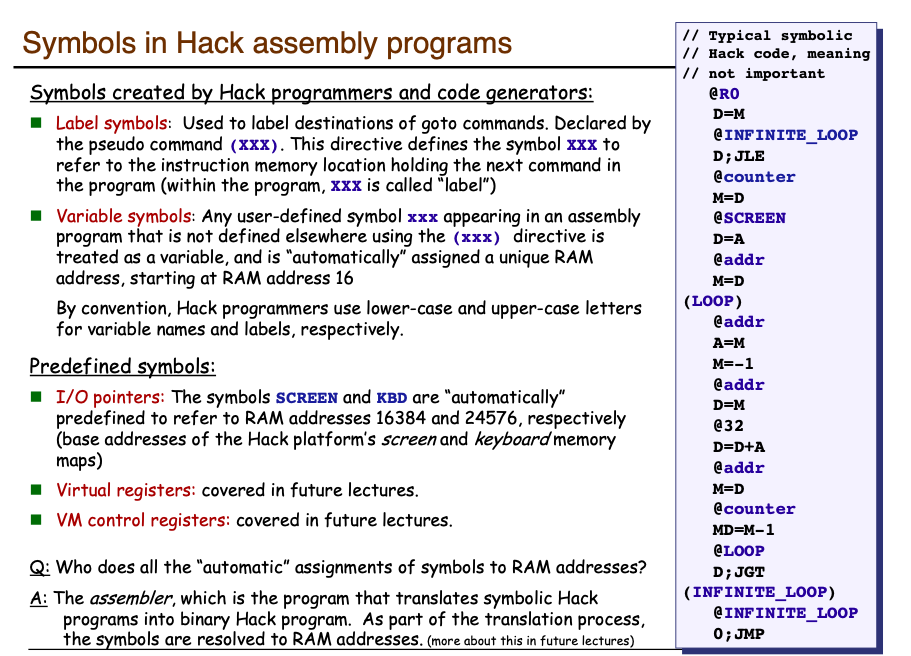 Symbols in Hack assembly programs
Symbols created by Hack programmers and code generators:
Label symbols: Used to label destinations of goto commands. Declared by
the pseudo command (XXX). This directive defines the symbol XXX to
refer to the instruction memory location holding the next command in
the program (within the program, XXX is called “label”)
Variable symbols: Any user-defined symbol xxx appearing in an assembly
program that is not defined elsewhere using the (xxx) directive is
treated as a variable, and is “automatically” assigned a unique RAM
address, starting at RAM address 16
By convention, Hack programmers use lower-case and upper-case letters
for variable names and labels, respectively.
Predefined symbols:
I/O pointers: The symbols SCREEN and KBD are “automatically”
predefined to refer to RAM addresses 16384 and 24576, respectively
(base addresses of the Hack platform’s screen and keyboard memory
maps)
Virtual registers: covered in future lectures.
VM control registers: covered in future lectures.
Q: Who does all the “automatic” assignments of symbols to RAM addresses?
A: The assembler, which is the program that translates symbolic Hack
programs into binary Hack program. As part of the translation process,
the symbols are resolved to RAM addresses. (more about this in future lectures)
// Typical symbolic
// Hack code, meaning
// not important
@R0
D=M
@INFINITE_LOOP
D;JLE
@counter
M=D
@SCREEN
D=A
@addr
M=D
(LOOP)
@addr
A=M
M=-1
@addr
D=M
@32
D=D+A
@addr
M=D
@counter
MD=M-1
@LOOP
D;JGT
(INFINITE_LOOP)
@INFINITE_LOOP
0;JMP